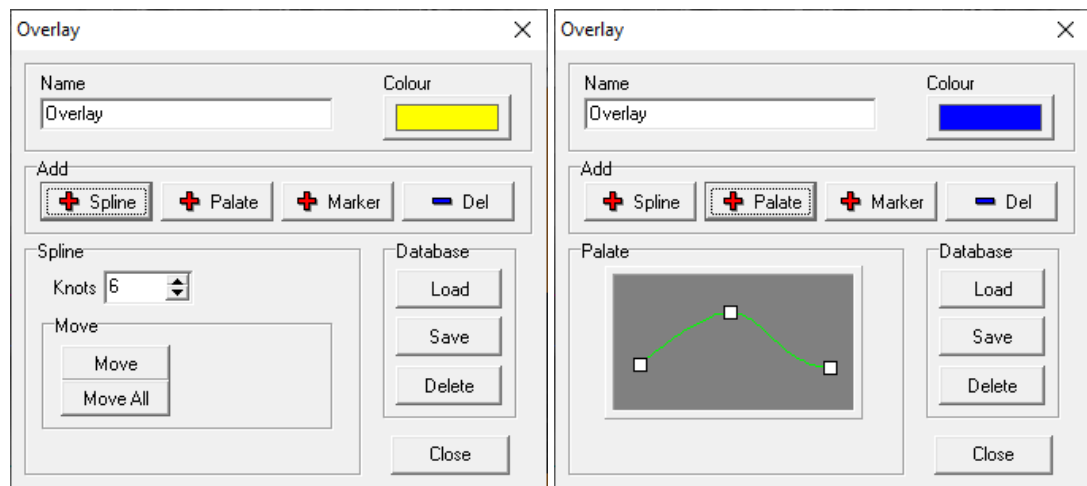 Overlay
Name
Colour
Overlay
Add
Spline
Palate
Marker
Del
Spline
Knots 6
Move
Move
Move All
Database
Load
Save
Delete
Close
Overlay
Name
Colour
Overlay
Add
Spline
Palate
Marker
Del
Palate
Database
Load
Save
Delete
Close